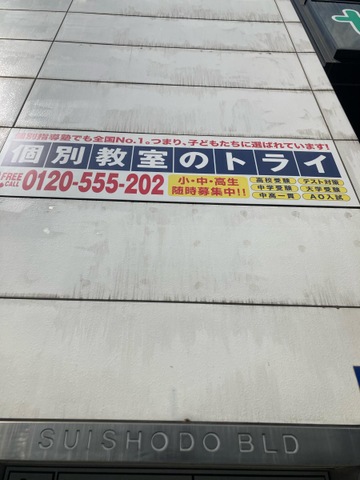 個別指導塾でも全国No.1。つまり、子どもたちに選ばれています!
個別教室のトライ
FREE CALL 0120-555-202
小・中・高生
随時募集中!!
高校受験 テスト対策
中学受験 大学受験
中高一貫 AO入試
SUISHODO BLD